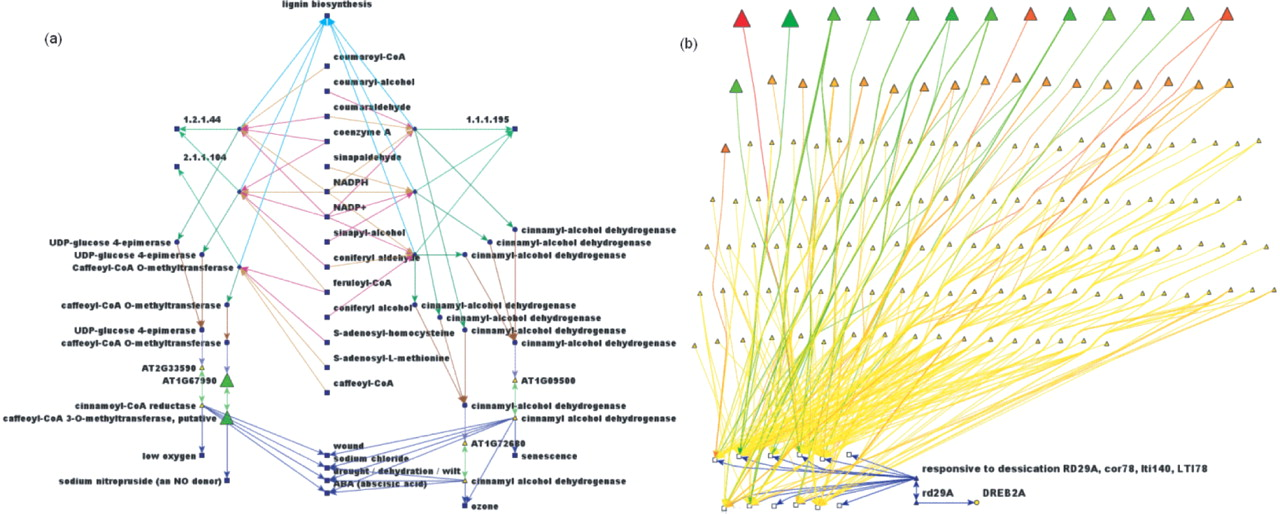 lignin biosynthesis
(a)
(b)
coumaroyl-CoA
coumaryl alcohol
coumaraldehyde
1.2.1.44
1.1.1.195
coenzyme A
2.1.1.104
sinapaldehyde
NADPH
NADP+
sinapyl-alcohol
cinnamyl-alcohol dehydrogenase
UDP-glucose 4-epimerase
cinnamyl-alcohol dehydrogenase
UDP-glucose 4-epimerase
coniferyl aldehyde
cinnamyl-alcohol dehydrogenase
Caffeoyl-CoA O-methyltransferase
feruloyl-CoA
caffeoyl-CoA O-methyltransferase
coniferyl alcohol
cinnamyl-alcohol dehydrogenase
cinnamyl-alcohol dehydrogenase
UDP-glucose 4-epimerase
S-adenosyl-homocysteine
cinnamyl-alcohol dehydrogenase
caffeoyl-CoA O-methyltransferase
cinnamyl-alcohol dehydrogenase
S-adenosyl-L-methionine
AT2G33590
AT1G67990
caffeoyl-CoA
AT1G09500
cinnamoyl-CoA reductase
cinnamyl-alcohol dehydrogenase
caffeoyl-CoA 3-O-methyltransferase, putative
cinnamyl alcohol dehydrogenase
wound
AT1G72680
low oxygen
sodium chloride
senescence
drought / dehydration / wilt
sodium nitroprusside (an NO donor)
ABA (abscisic acid)
cinnamyl alcohol dehydrogenase
ozone
responsive to dessication RD29A, cor78, lti140, LTI78
rd29A
DREB2A